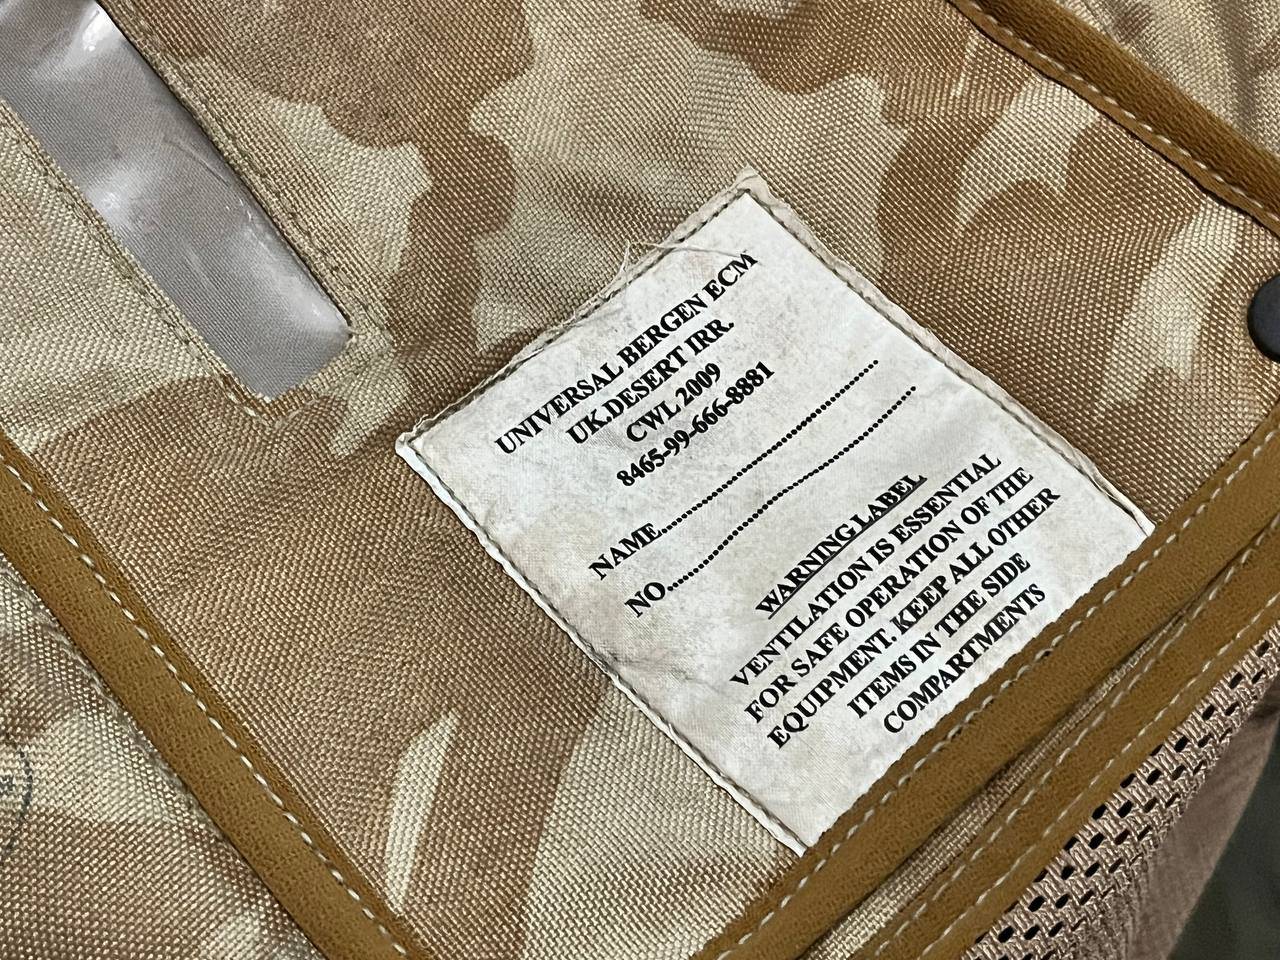 UNIVERSAL BERGEN ECM
UK.DESERT IRR.
CWL 2009
8465-99-666-8881
NAME........................................
NO.............................................
WARNING LABEL
VENTILATION IS ESSENTIAL
FOR SAFE OPERATION OF THE
EQUIPMENT. KEEP ALL OTHER
ITEMS IN THE SIDE
COMPARTMENTS